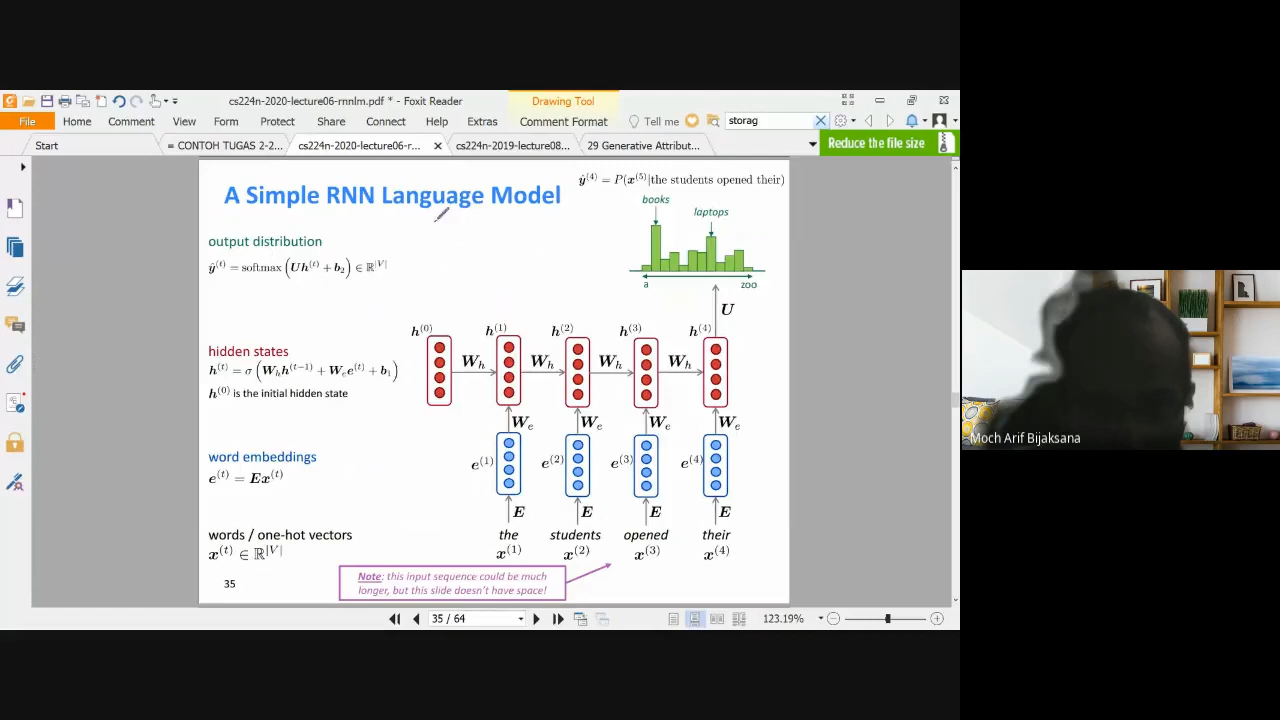 cs224n-2020-lecture06-rnnlm.pdf * - Foxit Reader
Drawing Tool
File
Home
Comment
View
Form
Protect
Share
Connect
Help
Extras
Comment Format
Tell me
storag
Start
= CONTOH TUGAS 2-2...
cs224n-2020-lecture06-r...
cs224n-2019-lecture08...
29 Generative Attribut...
Reduce the file size
A Simple RNN Language Model
ŷ⁽⁴⁾ = P(x⁽⁵⁾|the students opened their)
books
laptops
a
zoo
output distribution
ŷ⁽ᵗ⁾ = softmax (Uh⁽ᵗ⁾ + b₂) ∈ ℝ^|V|
U
h⁽⁰⁾ h⁽¹⁾ h⁽²⁾ h⁽³⁾ h⁽⁴⁾
hidden states
W_h W_h W_h W_h
h⁽ᵗ⁾ = σ (W_h h⁽ᵗ⁻¹⁾ + W_e e⁽ᵗ⁾ + b₁)
h⁽⁰⁾ is the initial hidden state
W_e W_e W_e W_e
word embeddings
e⁽¹⁾ e⁽²⁾ e⁽³⁾ e⁽⁴⁾
e⁽ᵗ⁾ = Ex⁽ᵗ⁾
E E E E
words / one-hot vectors
the students opened their
x⁽ᵗ⁾ ∈ ℝ^|V|
x⁽¹⁾ x⁽²⁾ x⁽³⁾ x⁽⁴⁾
Note: this input sequence could be much
longer, but this slide doesn't have space!
35
35 / 64
123.19%
Moch Arif Bijaksana